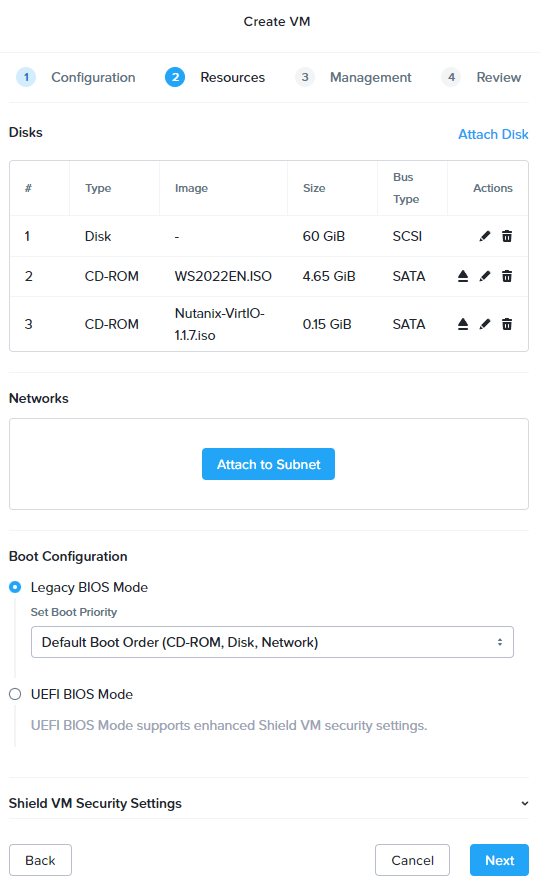 Create VM
1 Configuration 2 Resources 3 Management 4 Review
Disks
Attach Disk
# Type Image Size Bus Type Actions
1 Disk - 60 GiB SCSI
2 CD-ROM WS2022EN.ISO 4.65 GiB SATA
3 CD-ROM Nutanix-VirtIO-1.1.7.iso 0.15 GiB SATA
Networks
Attach to Subnet
Boot Configuration
Legacy BIOS Mode
Set Boot Priority
Default Boot Order (CD-ROM, Disk, Network)
UEFI BIOS Mode
UEFI BIOS Mode supports enhanced Shield VM security settings.
Shield VM Security Settings
Back Cancel Next